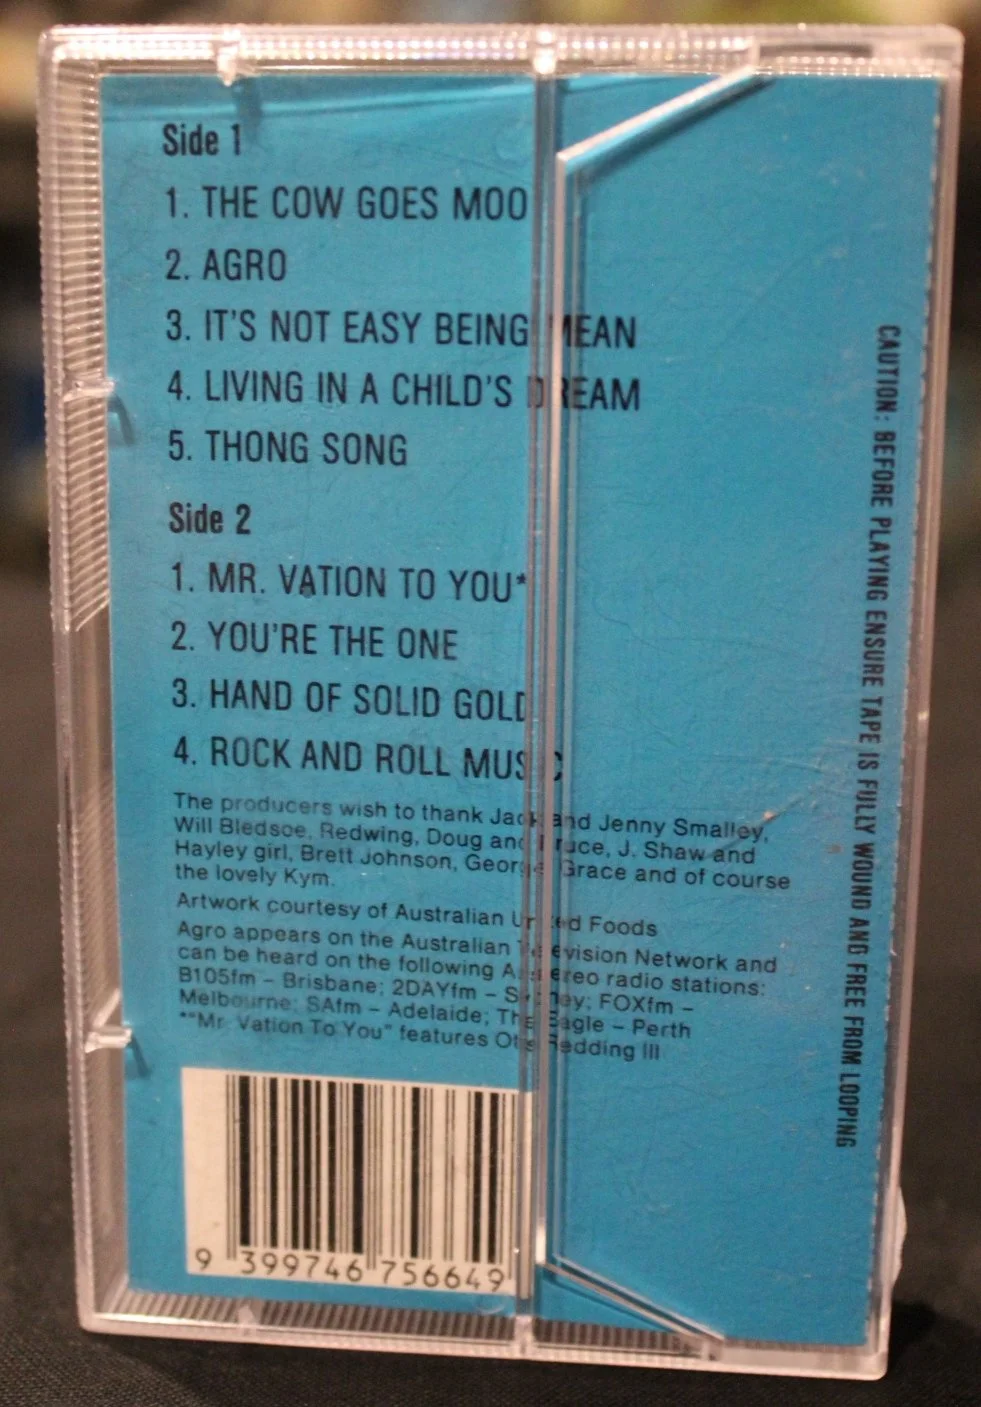 Side 1
1. THE COW GOES MOO
2. AGRO
3. IT'S NOT EASY BEING MEAN
4. LIVING IN A CHILD'S DREAM
5. THONG SONG
Side 2
1. MR. VATION TO YOU*
2. YOU'RE THE ONE
3. HAND OF SOLID GOLD
4. ROCK AND ROLL MUSIC
The producers wish to thank Jack and Jenny Smalley,
Will Bledsoe, Redwing, Doug and Bruce, J. Shaw and
Hayley girl, Brett Johnson, George Grace and of course
the lovely Kym.
Artwork courtesy of Australian United Foods
Agro appears on the Australian Television Network and
can be heard on the following Austereo radio stations:
B105fm – Brisbane; 2DAYfm – Sydney; FOXfm –
Melbourne; SAfm – Adelaide; The Eagle – Perth
*"Mr. Vation To You" features Otis Redding III
9 399746 756649
CAUTION: BEFORE PLAYING ENSURE TAPE IS FULLY WOUND AND FREE FROM LOOPING